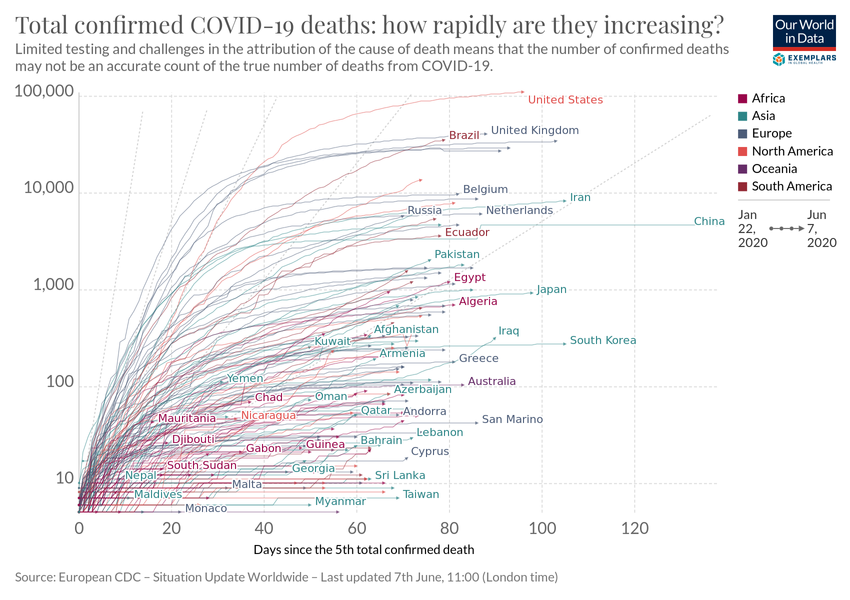 Total confirmed COVID-19 deaths: how rapidly are they increasing?
Limited testing and challenges in the attribution of the cause of death means that the number of confirmed deaths
may not be an accurate count of the true number of deaths from COVID-19.
Our World
in Data
EXEMPLARS
IN GLOBAL HEALTH
100,000
10,000
1,000
100
10
United States
Brazil
United Kingdom
Belgium
Iran
Russia
Netherlands
China
Ecuador
Pakistan
Egypt
Japan
Algeria
Afghanistan
Iraq
Kuwait
South Korea
Armenia
Greece
Yemen
Australia
Azerbaijan
Chad
Oman
Mauritania
Nicaragua
Qatar
Andorra
San Marino
Djibouti
Lebanon
Gabon
Guinea
Bahrain
Cyprus
South Sudan
Georgia
Nepal
Sri Lanka
Malta
Maldives
Taiwan
Myanmar
Monaco
0
20
40
60
80
100
120
Days since the 5th total confirmed death
Africa
Asia
Europe
North America
Oceania
South America
Jan
22,
2020
Jun
7,
2020
Source: European CDC – Situation Update Worldwide – Last updated 7th June, 11:00 (London time)